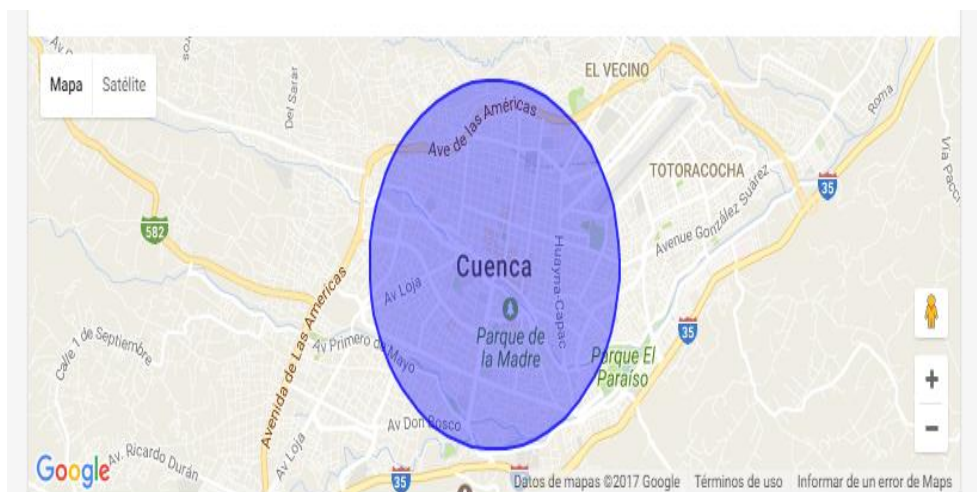 Mapa
Satélite
Del Sarar
EL VECINO
Ave de las Américas
Roma
TOTORACOCHA
35
Avenue González Suárez
582
Huayna-Capac
Cuenca
Av Loja
Avenida de Las Americas
Calle 1 de Septiembre
Av Primero de Mayo
Parque de
la Madre
35
Parque El
Paraíso
+
Av Don Bosco
−
Av. Ricardo Durán
Av Loja
Google
35
Datos de mapas ©2017 Google
Términos de uso
Informar de un error de Maps